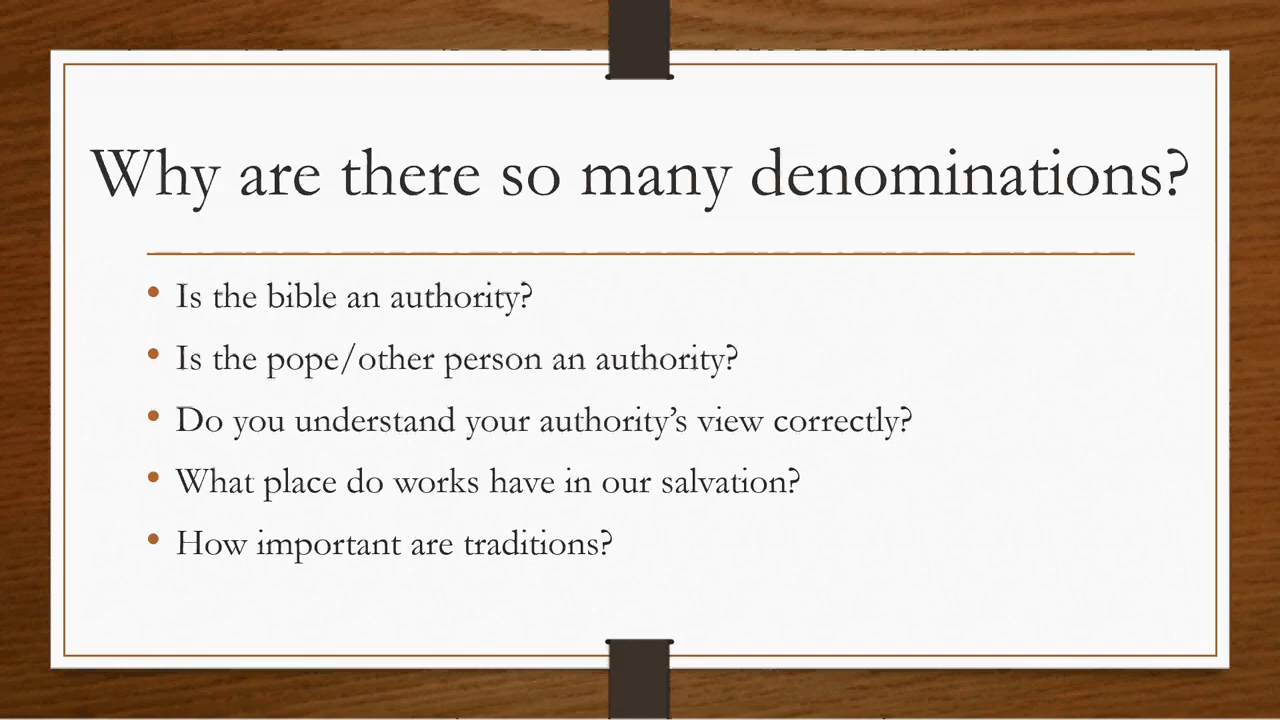 Why are there so many denominations?
• Is the bible an authority?
• Is the pope/other person an authority?
• Do you understand your authority’s view correctly?
• What place do works have in our salvation?
• How important are traditions?